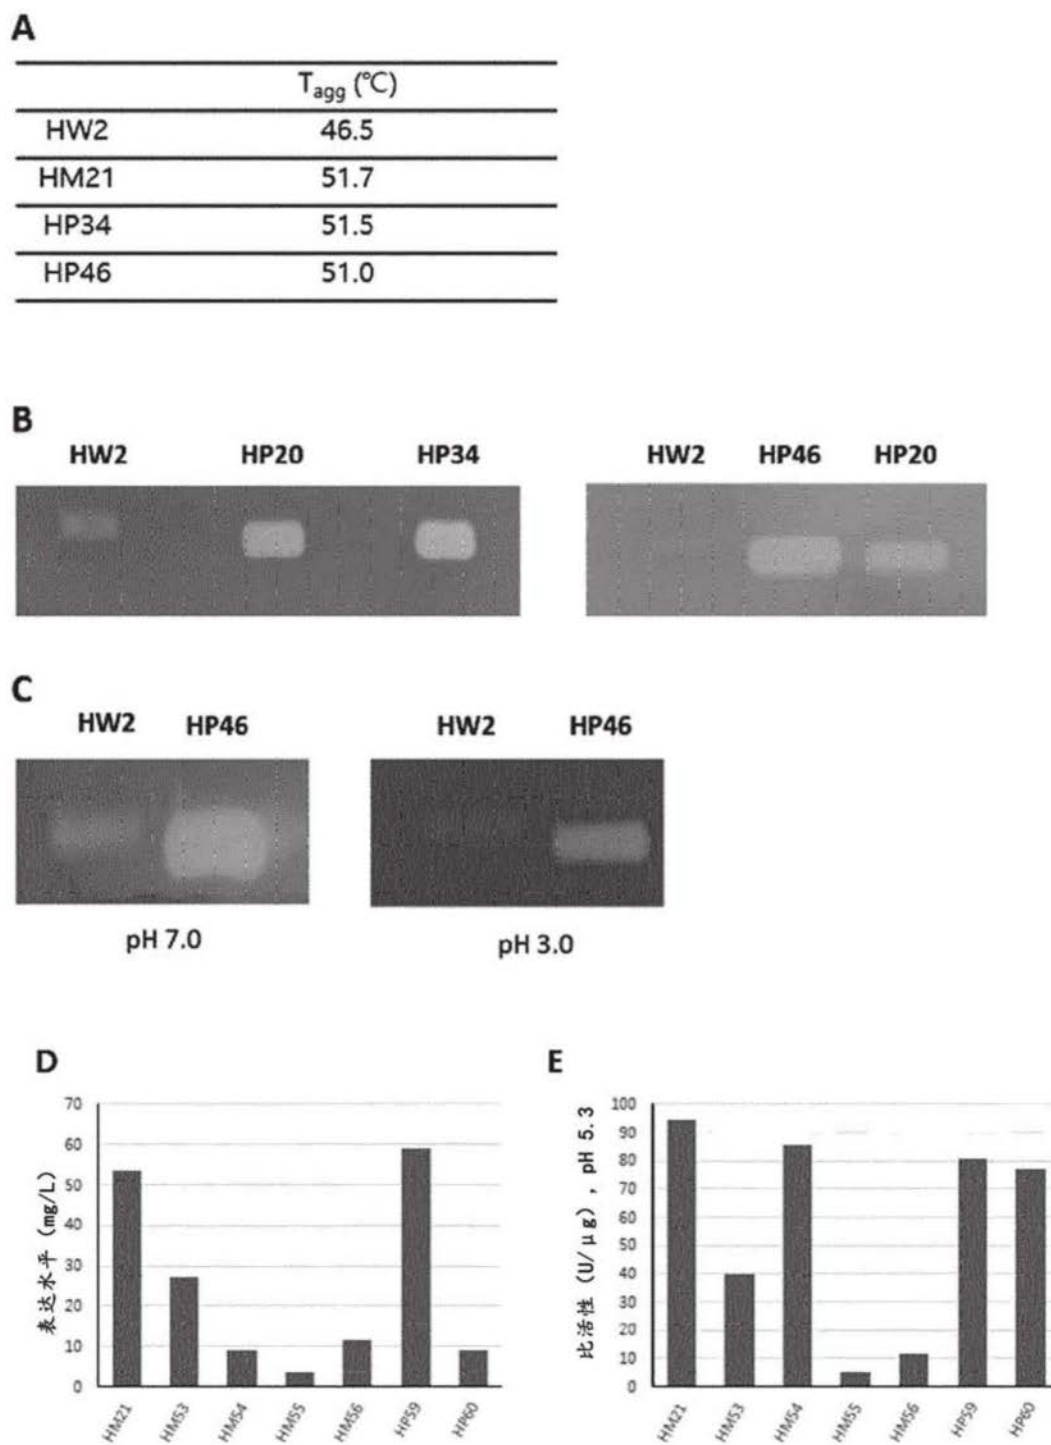 A
Tagg (℃)
HW2 46.5
HM21 51.7
HP34 51.5
HP46 51.0
B
HW2 HP20 HP34 HW2 HP46 HP20
C
HW2 HP46 HW2 HP46
pH 7.0 pH 3.0
D
表达水平 (mg/L)
70
60
50
40
30
20
10
0
HM21 HM53 HM54 HM55 HM56 HP59 HP60
E
比活性 (U/μg), pH 5.3
100
90
80
70
60
50
40
30
20
10
0
HM21 HM53 HM54 HM55 HM56 HP59 HP60